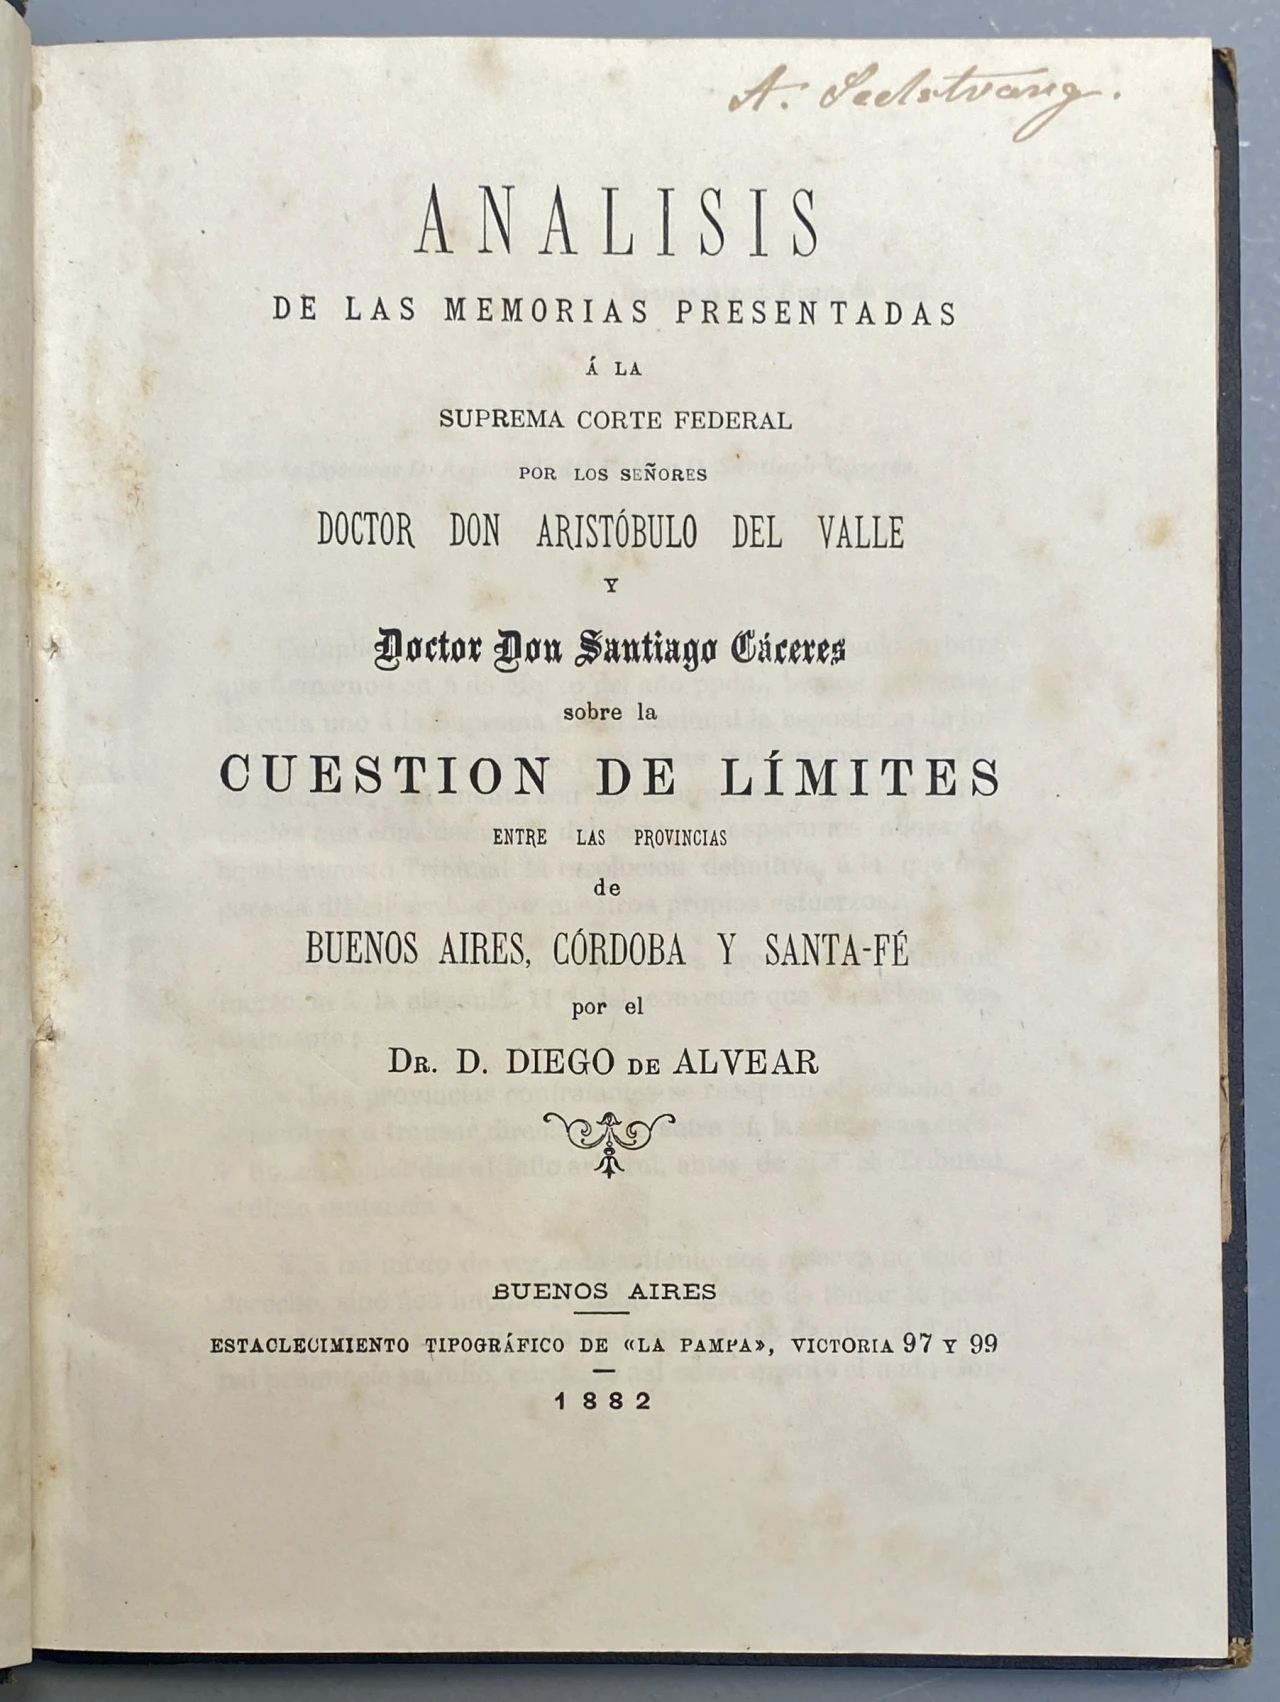 A. Seelstrang.
ANALISIS
DE LAS MEMORIAS PRESENTADAS
Á LA
SUPREMA CORTE FEDERAL
POR LOS SEÑORES
DOCTOR DON ARISTÓBULO DEL VALLE
Y
Doctor Don Santiago Cáceres
sobre la
CUESTION DE LÍMITES
ENTRE LAS PROVINCIAS
de
BUENOS AIRES, CÓRDOBA Y SANTA-FÉ
por el
DR. D. DIEGO DE ALVEAR
BUENOS AIRES
ESTACLECIMIENTO TIPOGRÁFICO DE «LA PAMPA», VICTORIA 97 Y 99
1882